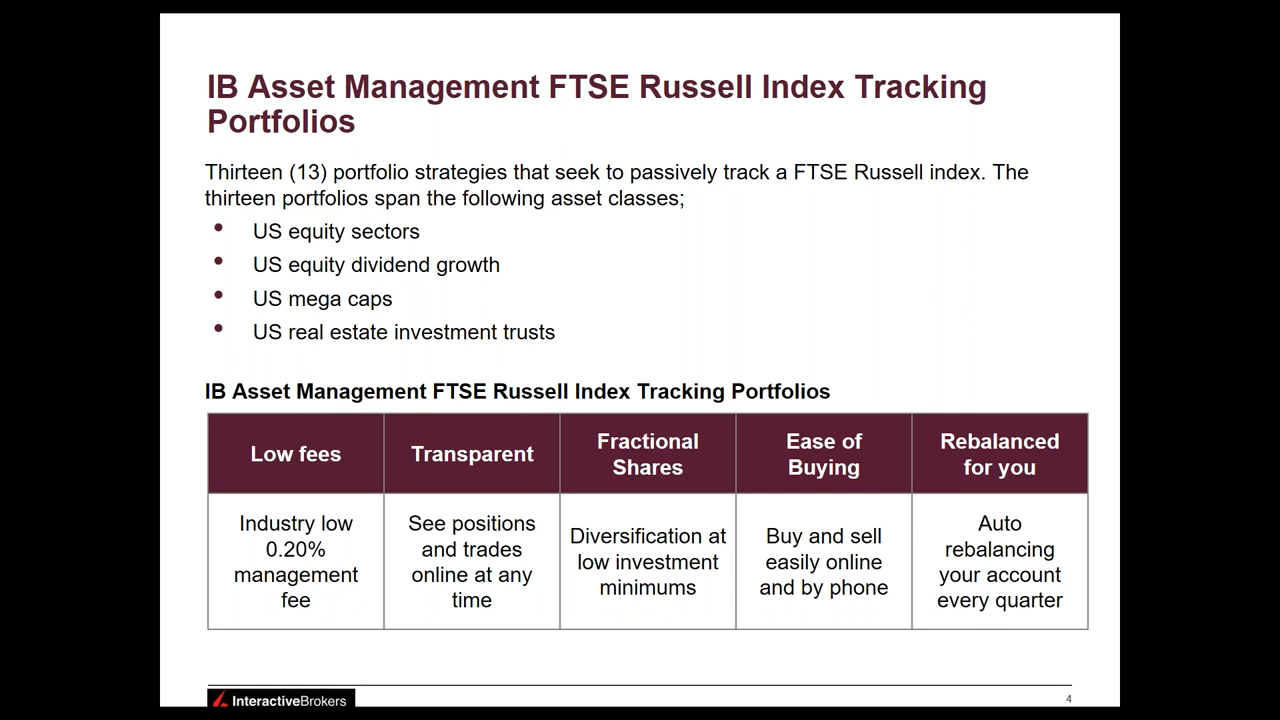 IB Asset Management FTSE Russell Index Tracking
Portfolios
Thirteen (13) portfolio strategies that seek to passively track a FTSE Russell index. The
thirteen portfolios span the following asset classes;
• US equity sectors
• US equity dividend growth
• US mega caps
• US real estate investment trusts
IB Asset Management FTSE Russell Index Tracking Portfolios
Low fees
Transparent
Fractional
Shares
Ease of
Buying
Rebalanced
for you
Industry low
0.20%
management
fee
See positions
and trades
online at any
time
Diversification at
low investment
minimums
Buy and sell
easily online
and by phone
Auto
rebalancing
your account
every quarter
InteractiveBrokers
4